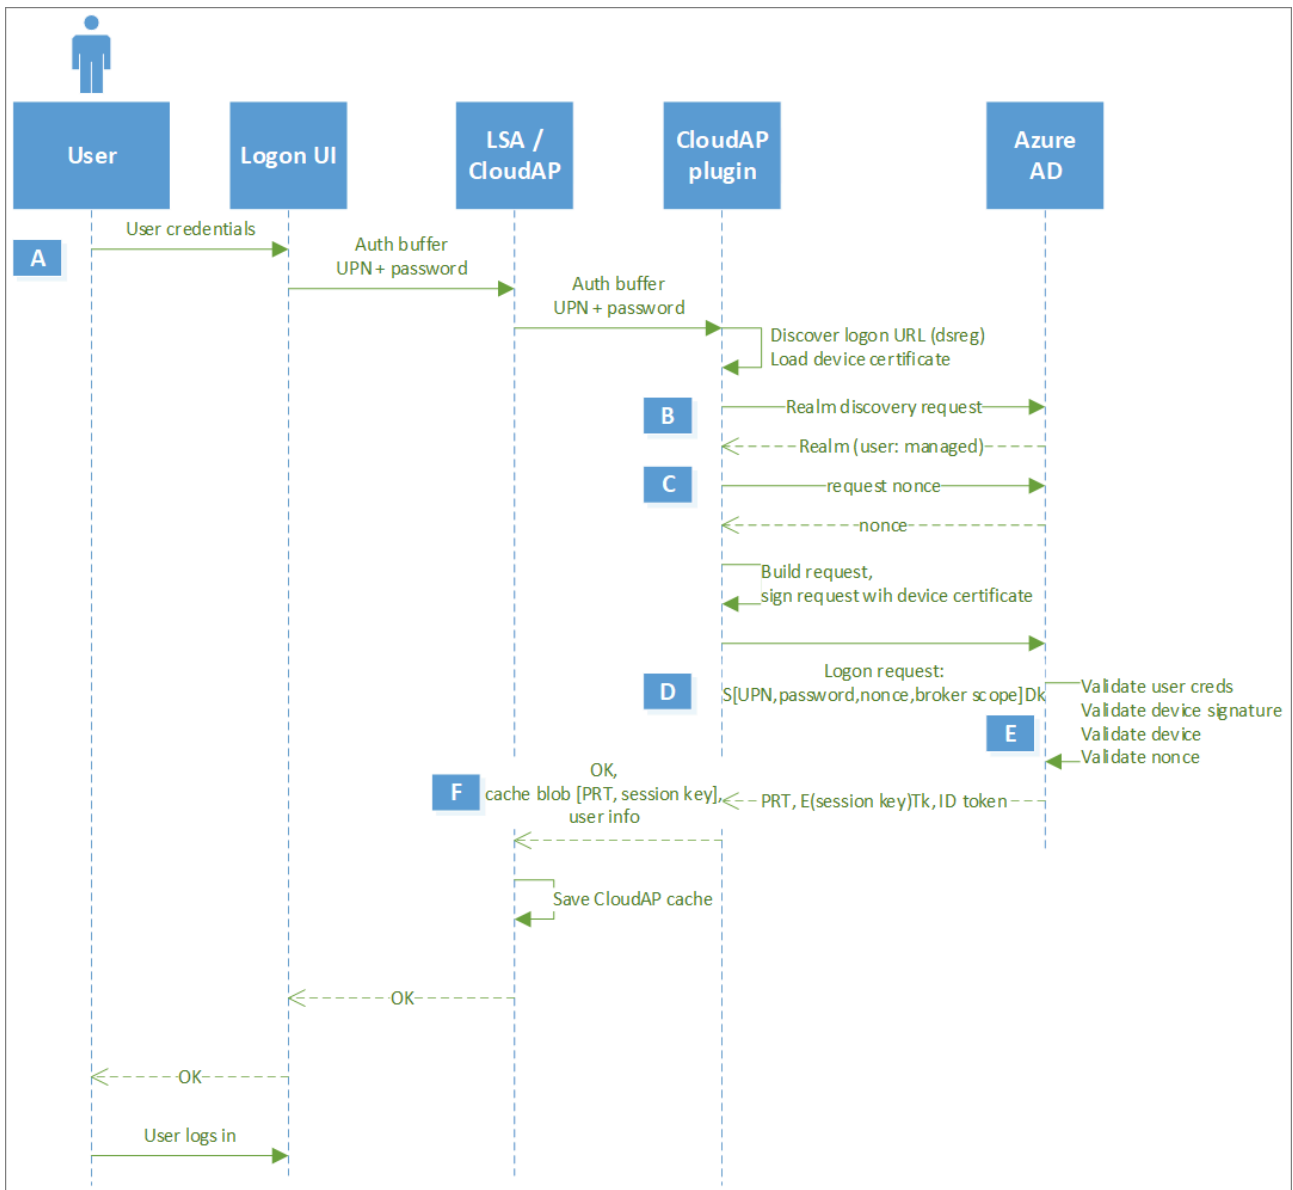 User
Logon UI
LSA /
CloudAP
CloudAP
plugin
Azure
AD
User credentials
A
Auth buffer
UPN + password
Auth buffer
UPN + password
Discover logon URL (dsreg)
Load device certificate
B
Realm discovery request
Realm (user: managed)
C
request nonce
nonce
Build request,
sign request wih device certificate
Logon request:
D
S[UPN,password,nonce,broker scope]Dk
Validate user creds
Validate device signature
E
Validate device
Validate nonce
F
OK,
cache blob [PRT, session key],
user info
PRT, E(session key)Tk, ID token
Save CloudAP cache
OK
OK
User logs in